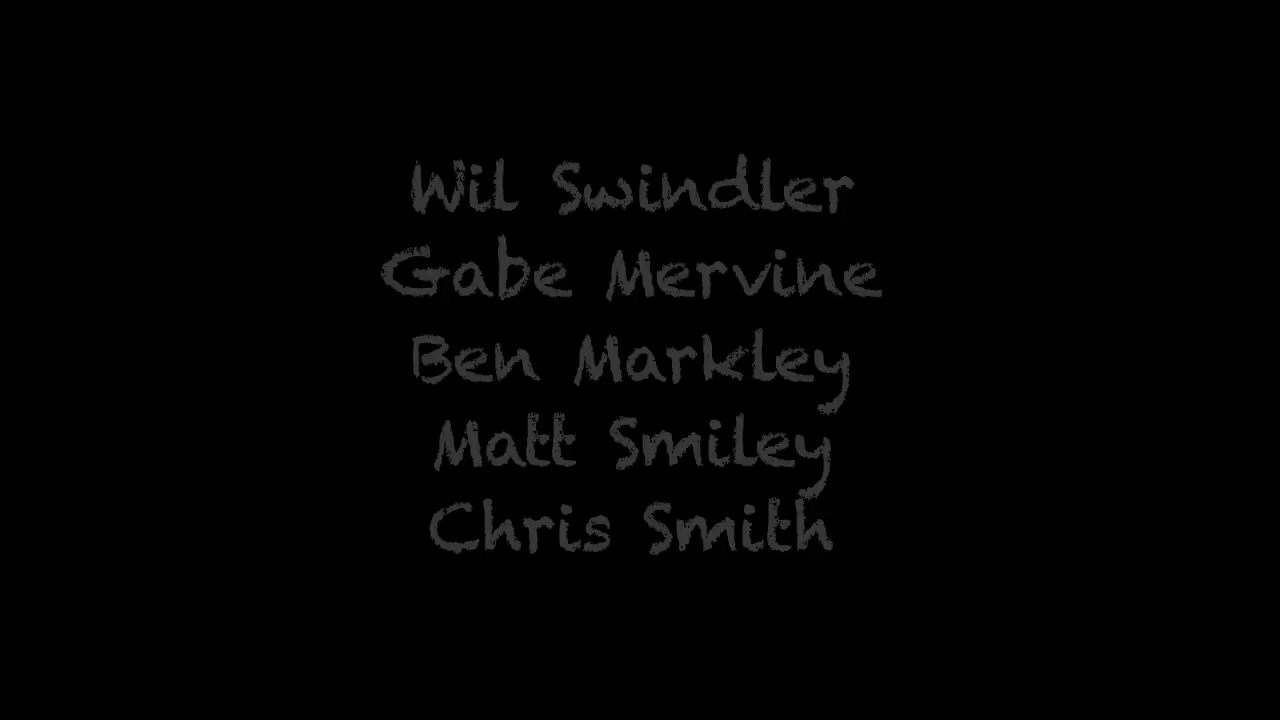 Wil Swindler
Gabe Mervine
Ben Markley
Matt Smiley
Chris Smith